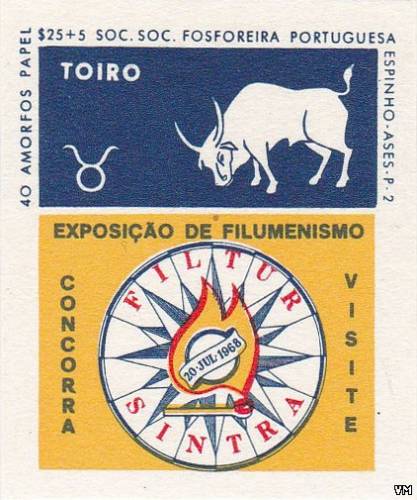 40 AMORFOS PAPEL
$25+5 SOC. SOC. FOSFOREIRA PORTUGUESA
ESPINHO-ASES-P-2
TOIRO
EXPOSIÇÃO DE FILUMENISMO
CONCORRA
FILTUR
20·JUL·1968
SINTRA
VISITE
VM